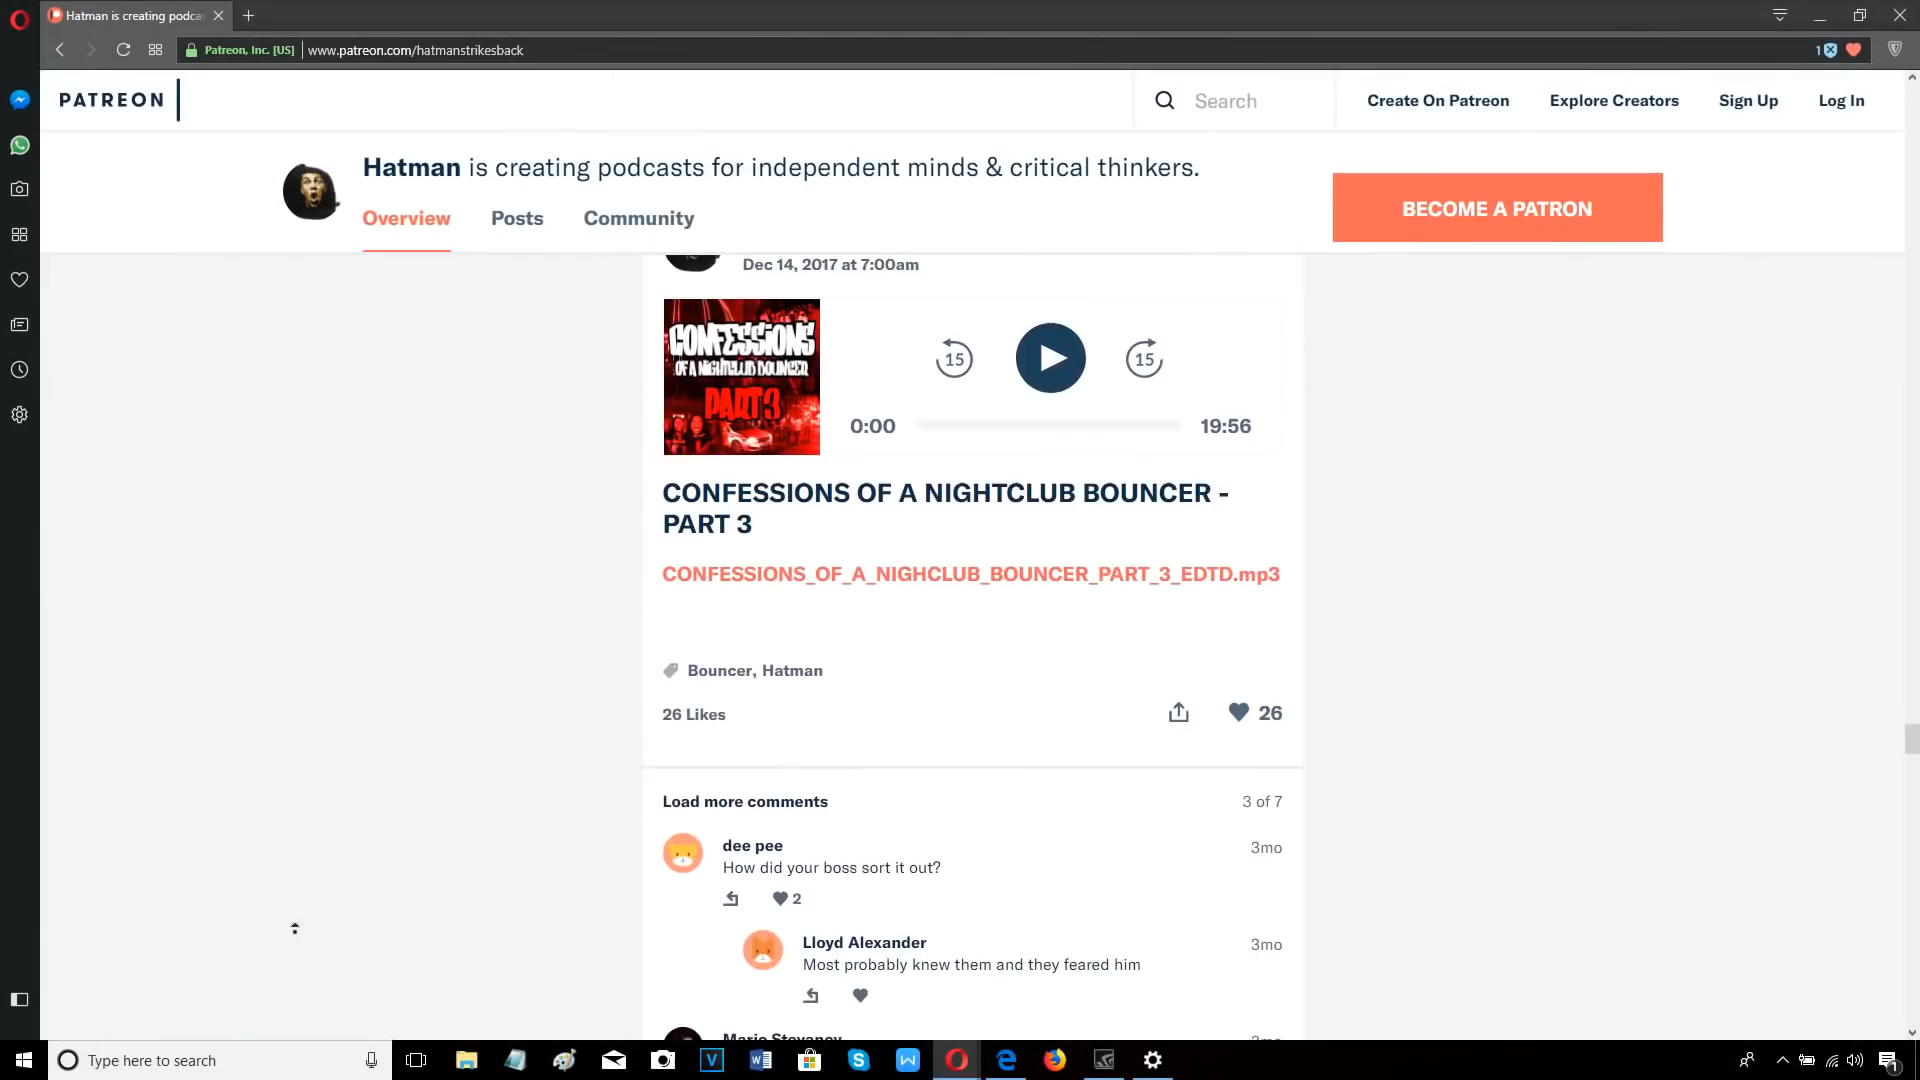 Hatman is creating podca
Patreon, Inc. [US]
www.patreon.com/hatmanstrikesback
1
PATREON
Search
Create On Patreon
Explore Creators
Sign Up
Log In
Hatman is creating podcasts for independent minds & critical thinkers.
Overview
Posts
Community
BECOME A PATRON
Dec 14, 2017 at 7:00am
CONFESSIONS
OF A NIGHTCLUB BOUNCER
PART 3
15
15
0:00
19:56
CONFESSIONS OF A NIGHTCLUB BOUNCER -
PART 3
CONFESSIONS_OF_A_NIGHCLUB_BOUNCER_PART_3_EDTD.mp3
Bouncer, Hatman
26 Likes
26
Load more comments
3 of 7
dee pee
3mo
How did your boss sort it out?
2
Lloyd Alexander
3mo
Most probably knew them and they feared him
Type here to search
V
W
W
1